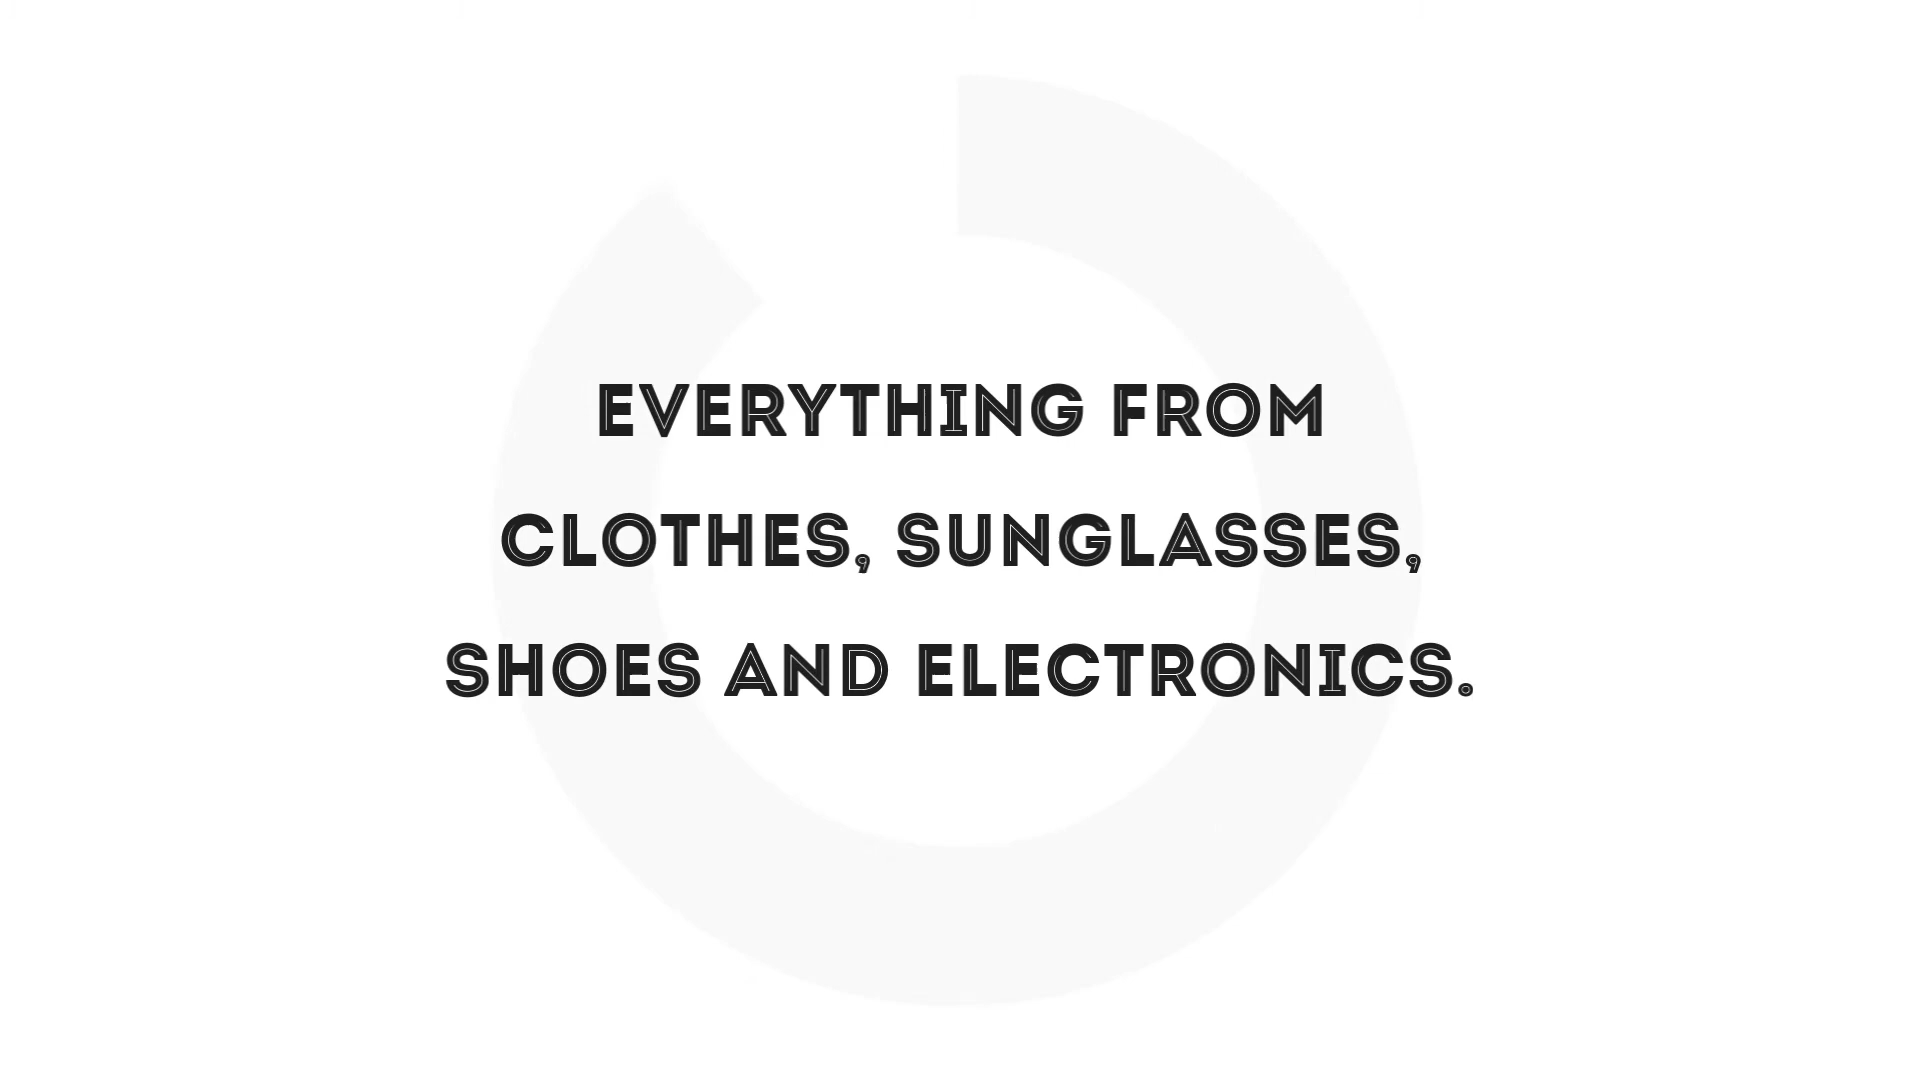 EVERYTHING FROM
CLOTHES, SUNGLASSES,
SHOES AND ELECTRONICS.